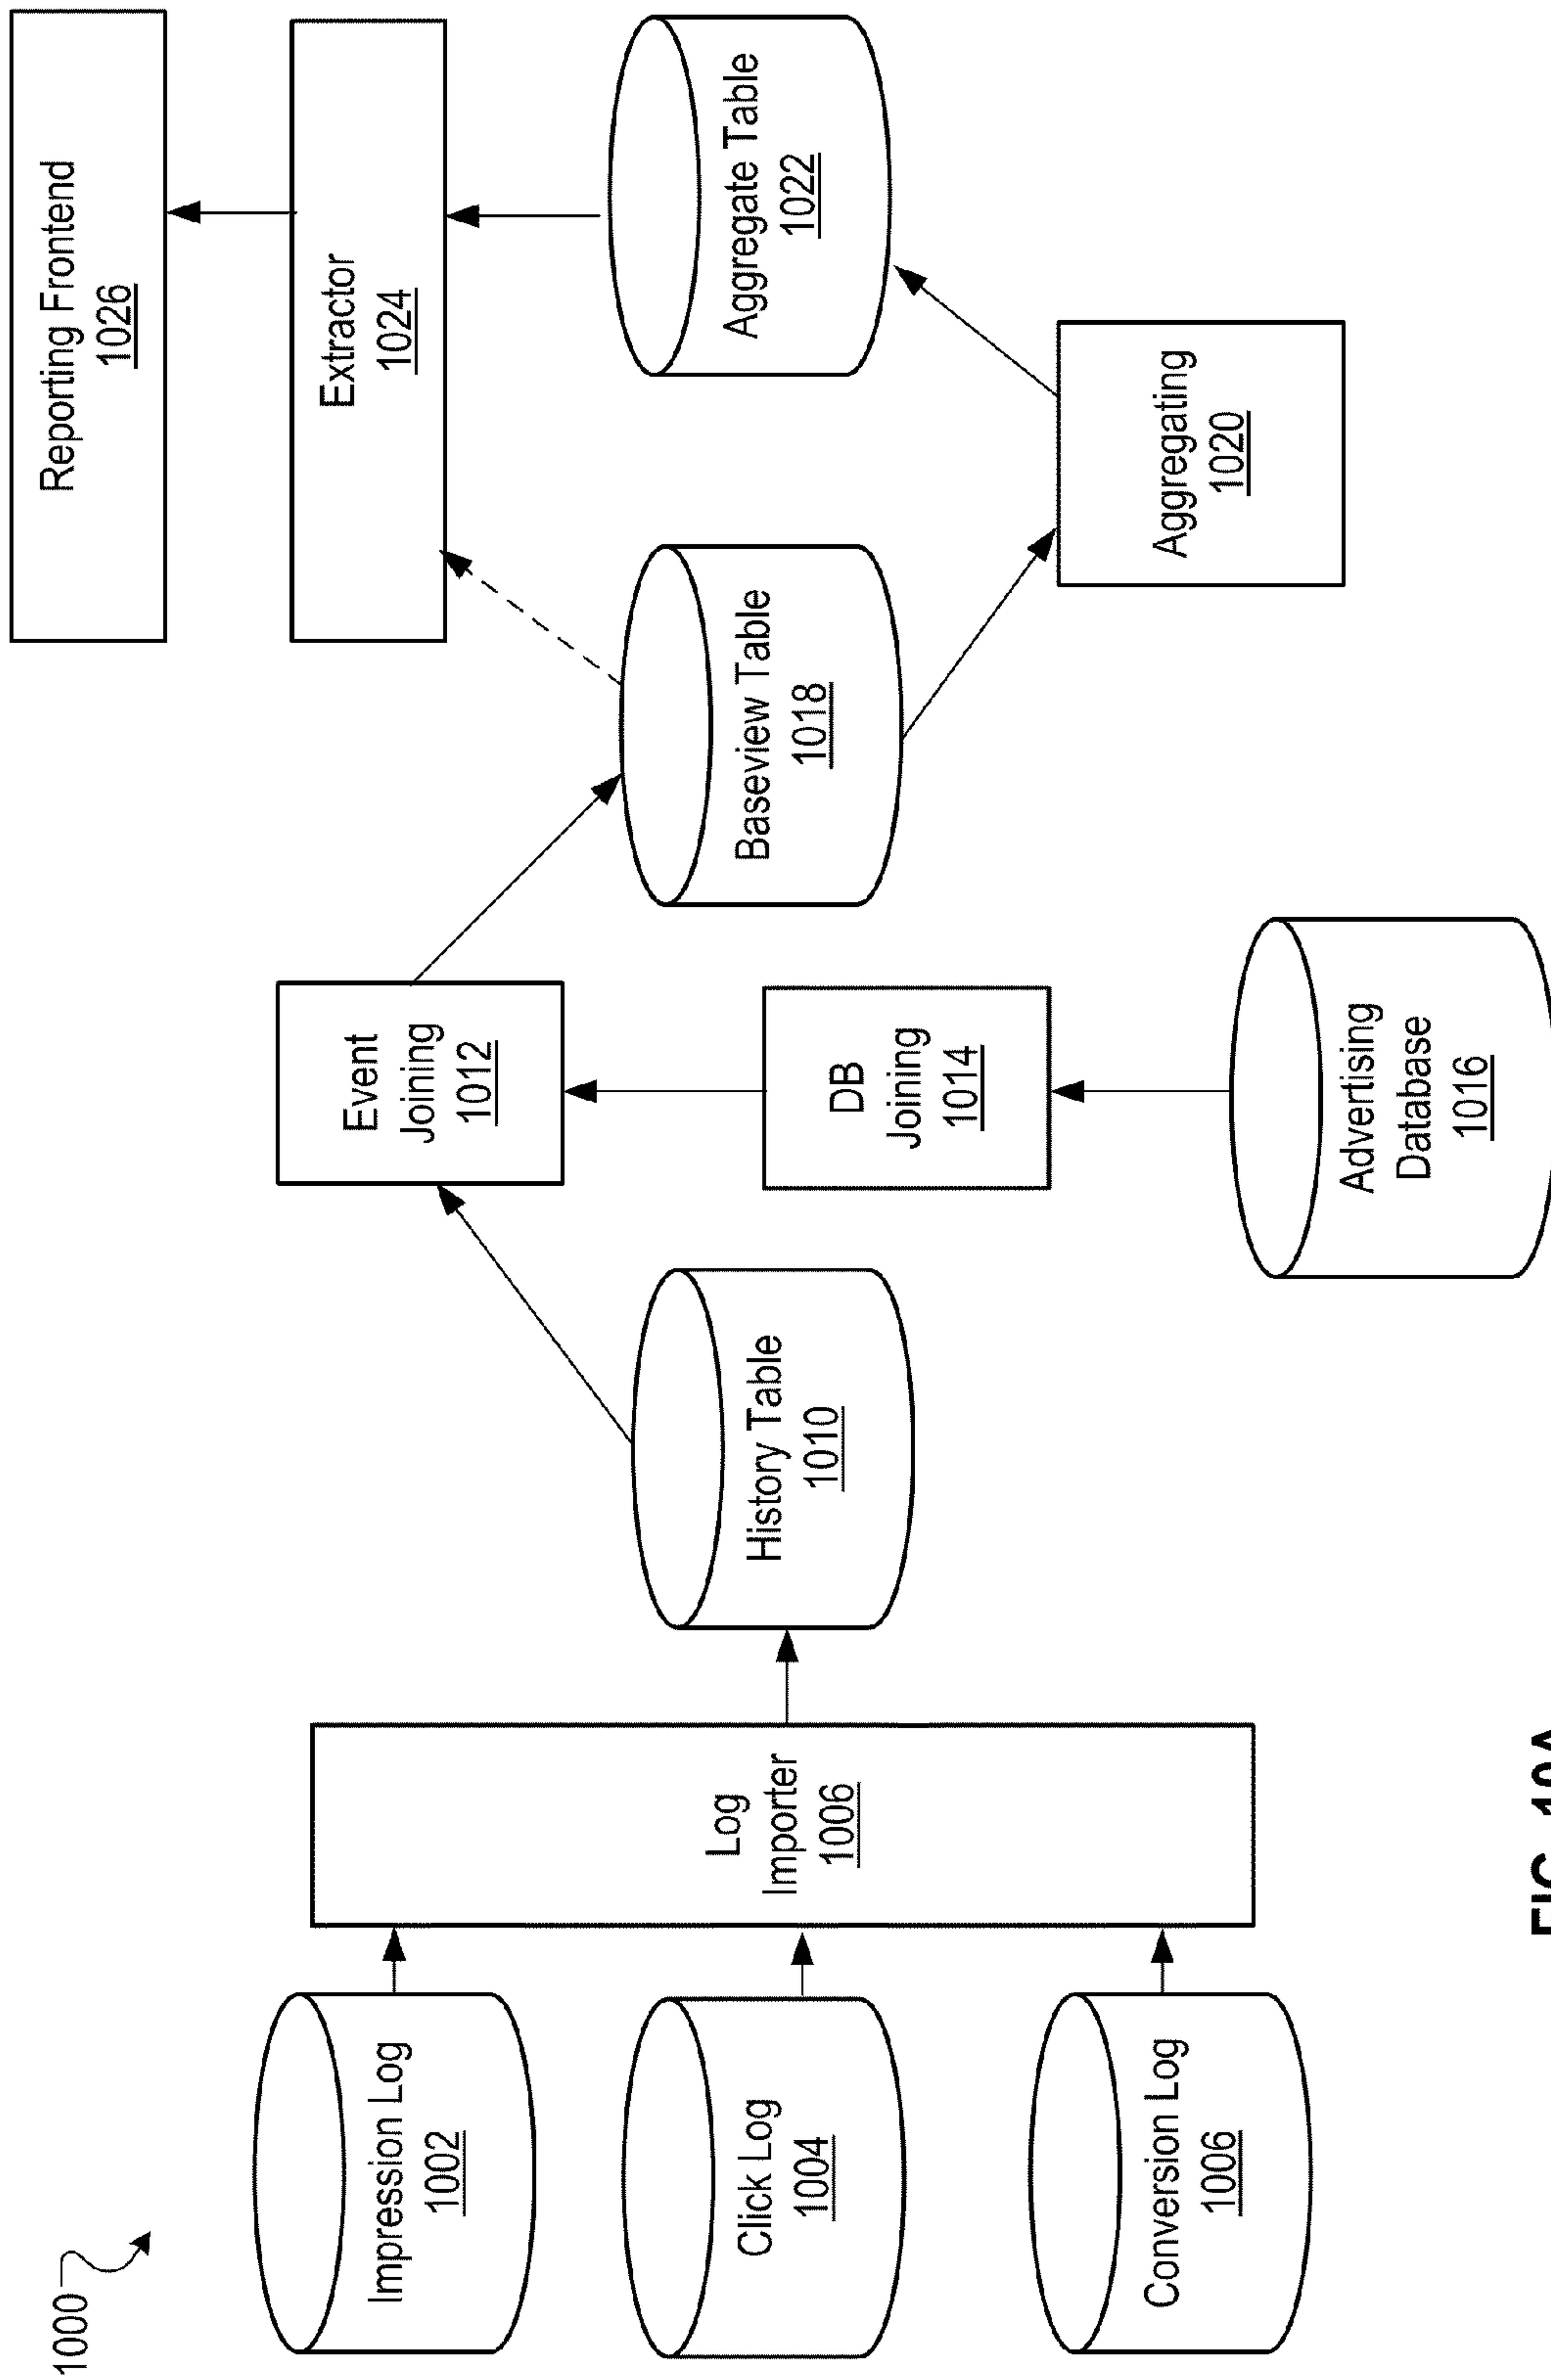 1000
Impression Log
1002
Click Log
1004
Conversion Log
1006
Log
Importer
1006
History Table
1010
Event
Joining
1012
DB
Joining
1014
Advertising
Database
1016
Baseview Table
1018
Aggregating
1020
Aggregate Table
1022
Extractor
1024
Reporting Frontend
1026
FIG. 10A